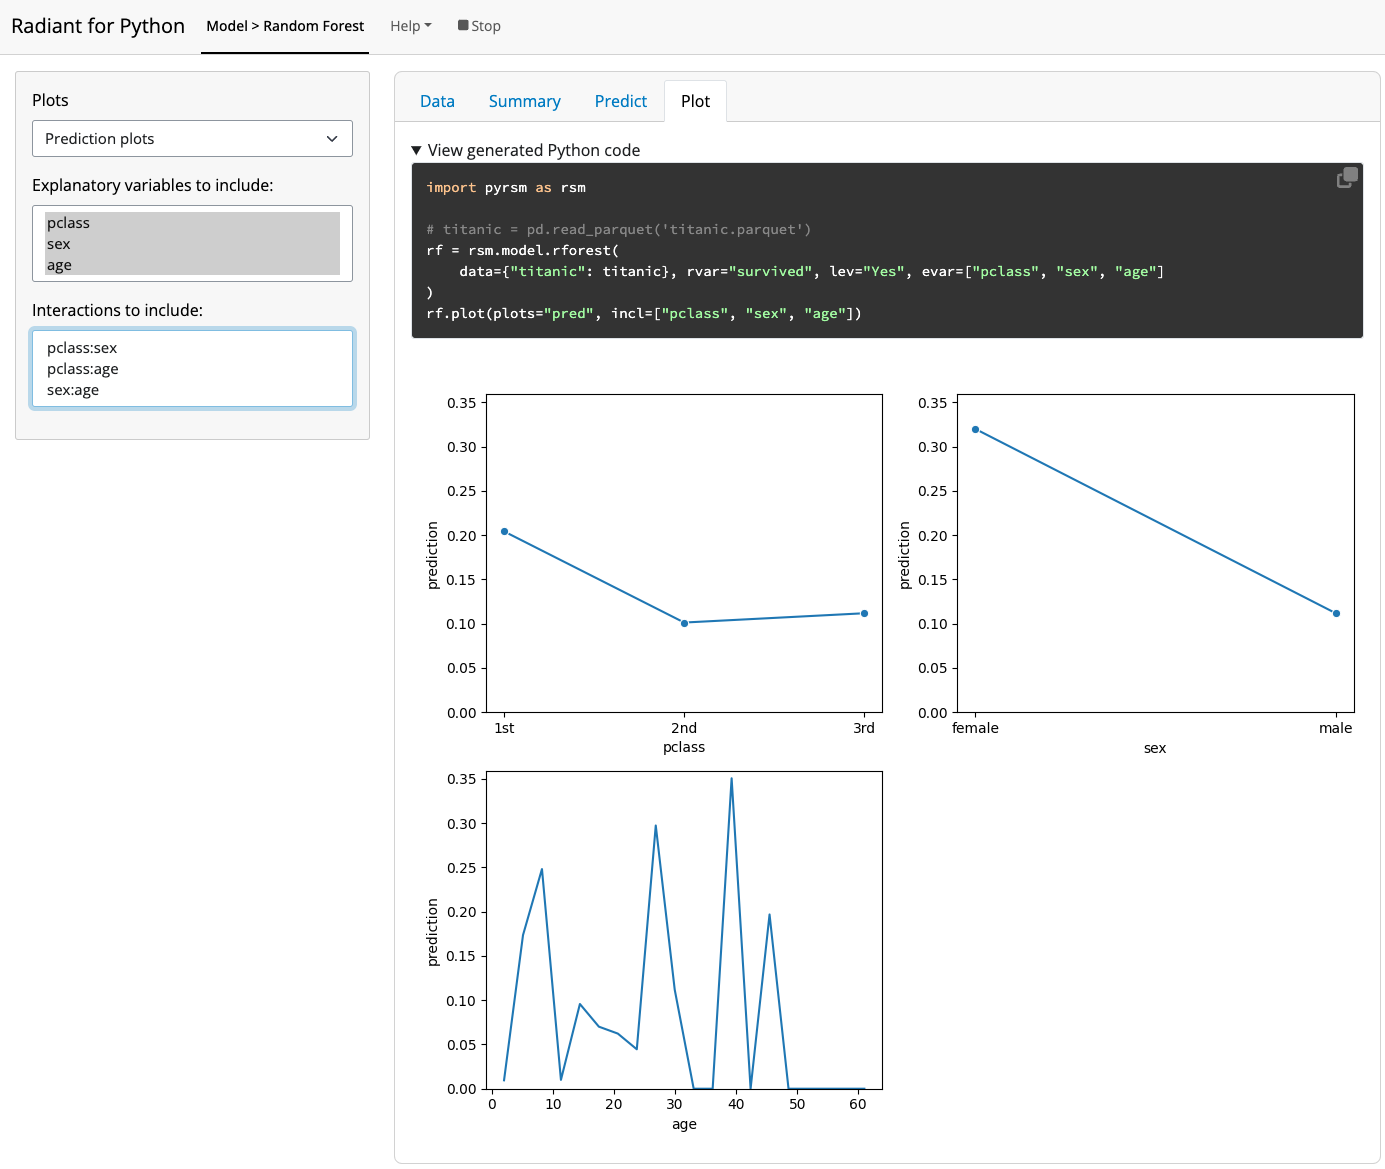 Radiant for Python Model > Random Forest Help Stop
Plots
Prediction plots
Explanatory variables to include:
pclass
sex
age
Interactions to include:
pclass:sex
pclass:age
sex:age
Data Summary Predict Plot
▼ View generated Python code
import pyrsm as rsm
# titanic = pd.read_parquet('titanic.parquet')
rf = rsm.model.rforest(
    data={"titanic": titanic}, rvar="survived", lev="Yes", evar=["pclass", "sex", "age"]
)
rf.plot(plots="pred", incl=["pclass", "sex", "age"])
0.35
0.30
0.25
0.20
0.15
0.10
0.05
0.00
prediction
1st 2nd 3rd
pclass
0.35
0.30
0.25
0.20
0.15
0.10
0.05
0.00
prediction
female male
sex
0.35
0.30
0.25
0.20
0.15
0.10
0.05
0.00
prediction
0 10 20 30 40 50 60
age